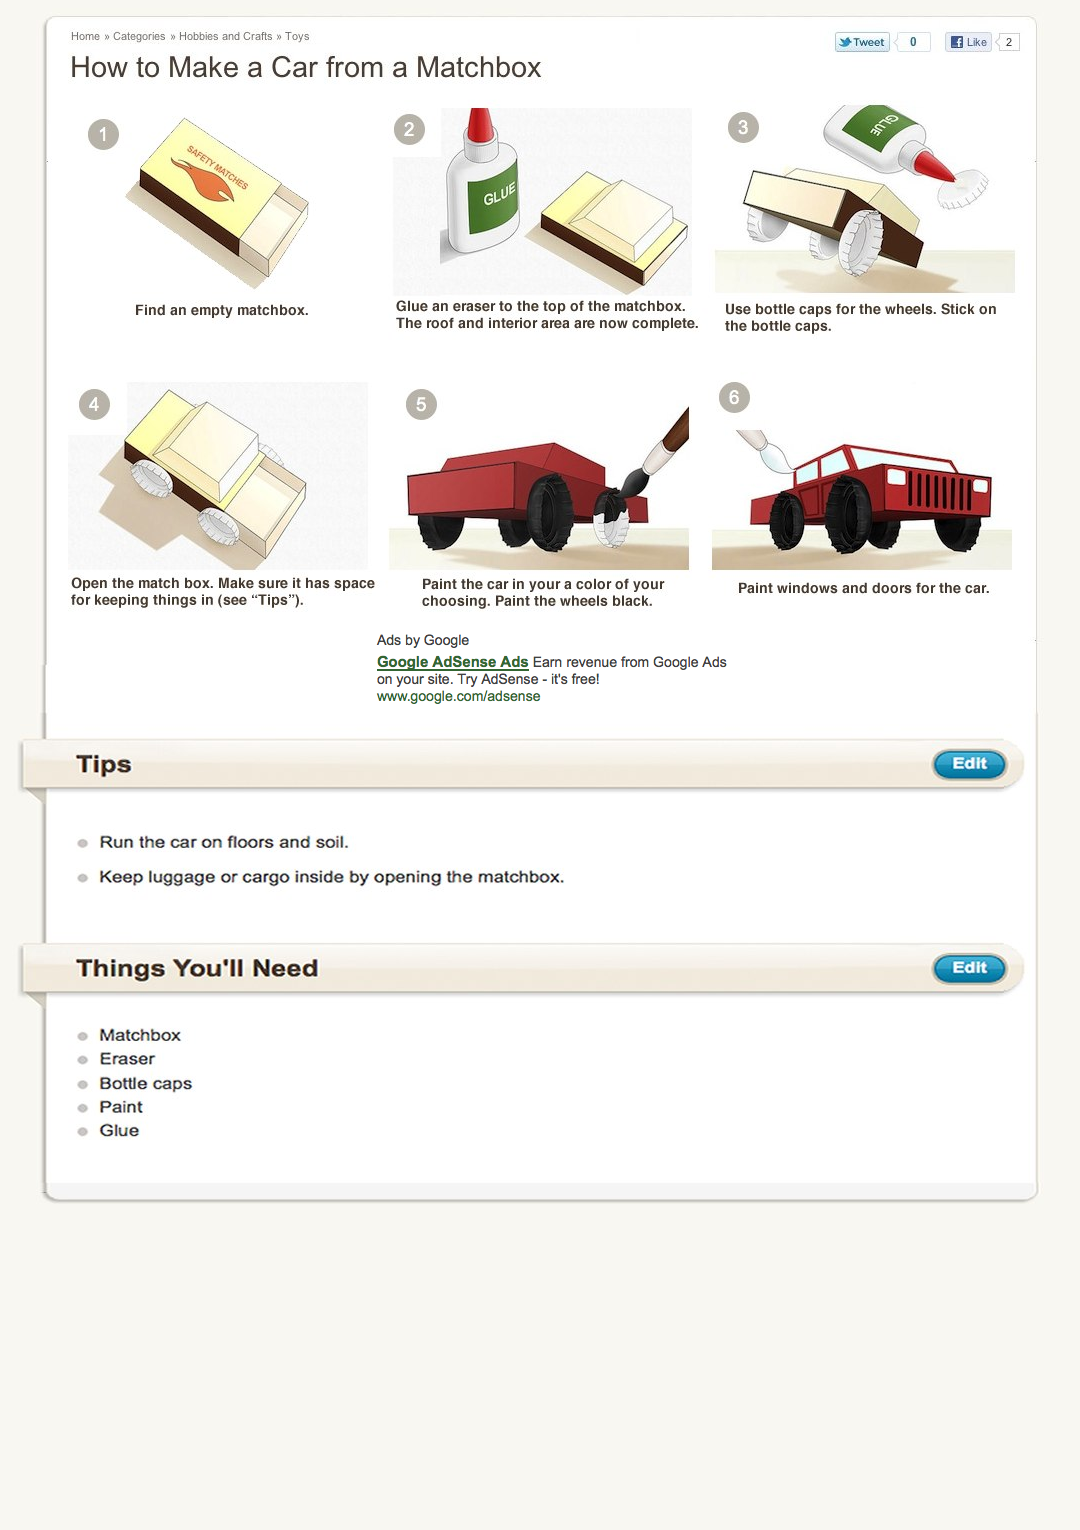 Home » Categories » Hobbies and Crafts » Toys
Tweet 0 Like 2
How to Make a Car from a Matchbox
1
SAFETY MATCHES
Find an empty matchbox.
2
GLUE
Glue an eraser to the top of the matchbox.
The roof and interior area are now complete.
3
GLUE
Use bottle caps for the wheels. Stick on
the bottle caps.
4
Open the match box. Make sure it has space
for keeping things in (see “Tips”).
5
Paint the car in your a color of your
choosing. Paint the wheels black.
6
Paint windows and doors for the car.
Ads by Google
Google AdSense Ads Earn revenue from Google Ads
on your site. Try AdSense - it's free!
www.google.com/adsense
Tips Edit
Run the car on floors and soil.
Keep luggage or cargo inside by opening the matchbox.
Things You'll Need Edit
Matchbox
Eraser
Bottle caps
Paint
Glue